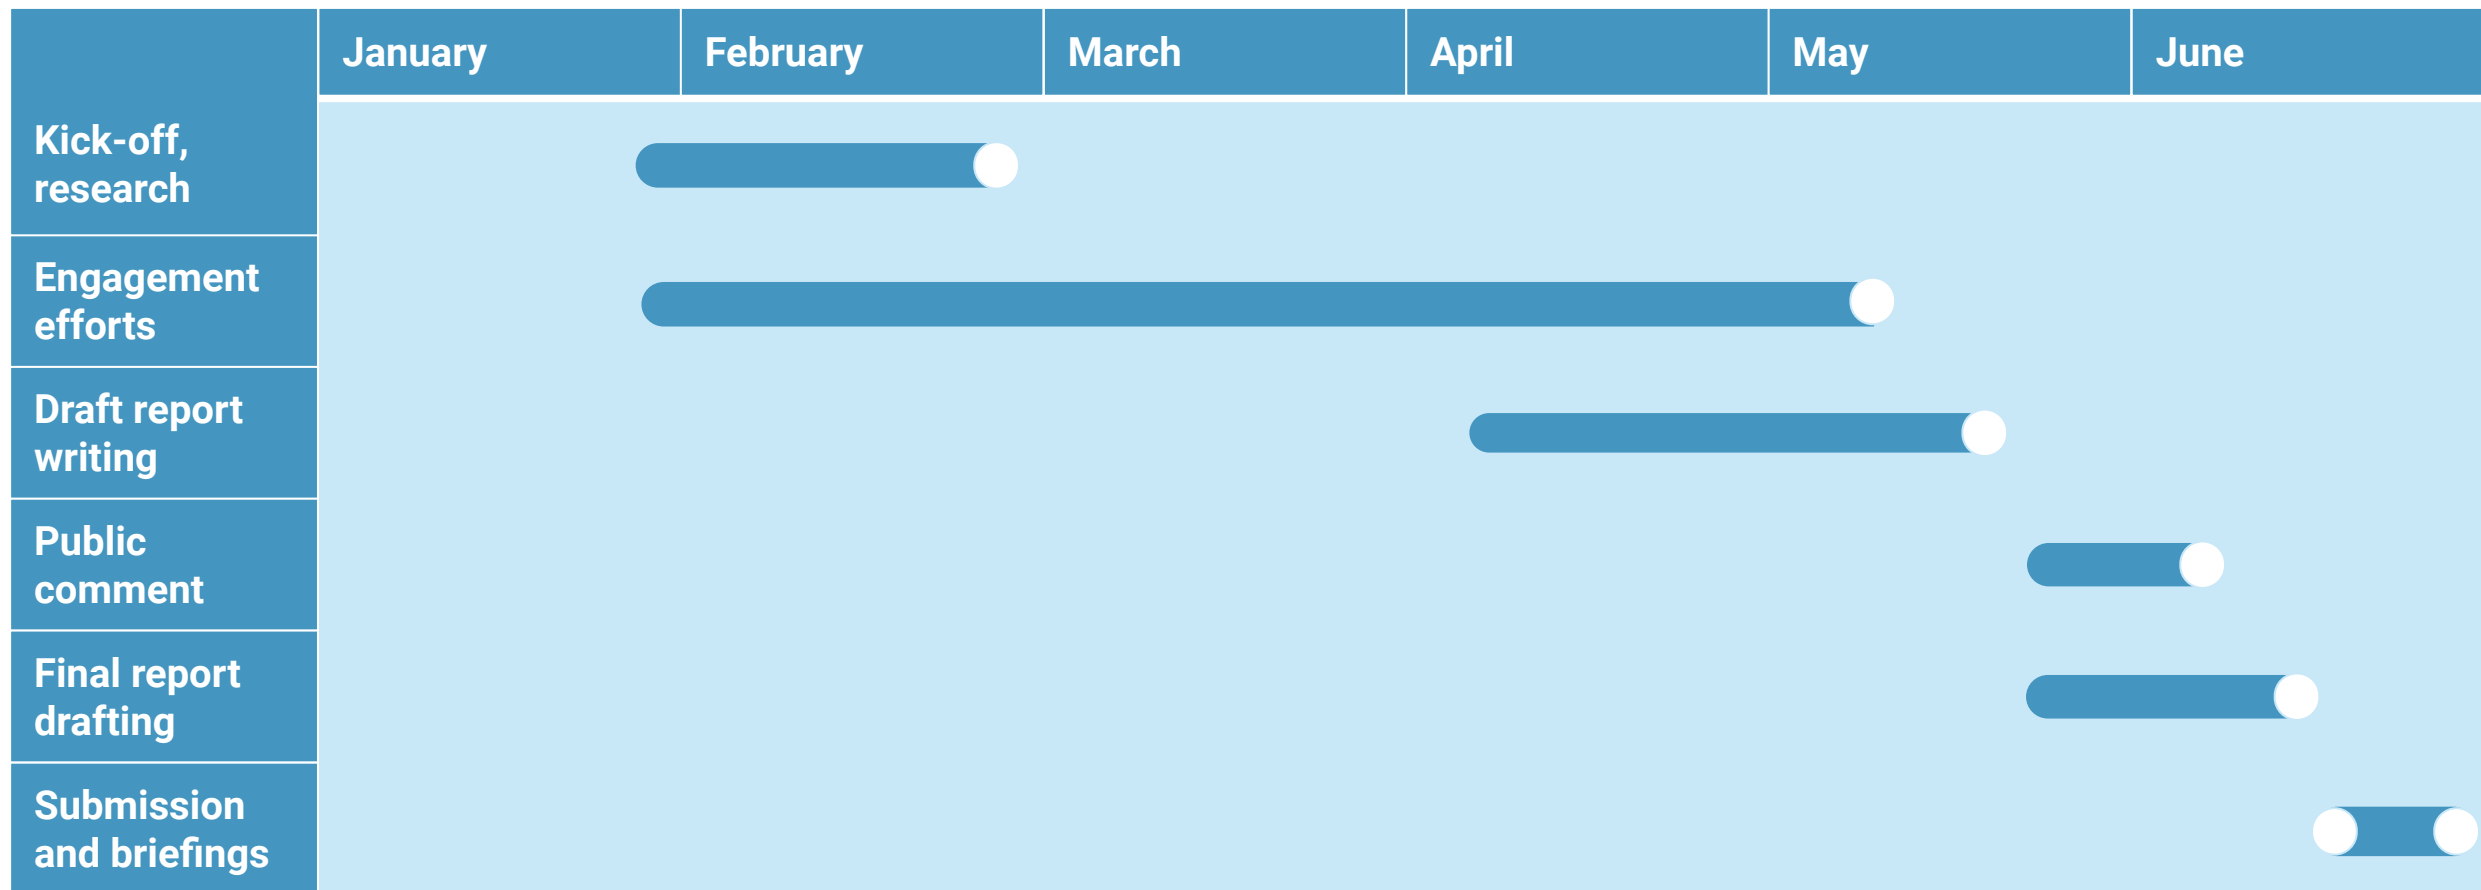 January
February
March
April
May
June
Kick-off,
research
Engagement
efforts
Draft report
writing
Public
comment
Final report
drafting
Submission
and briefings